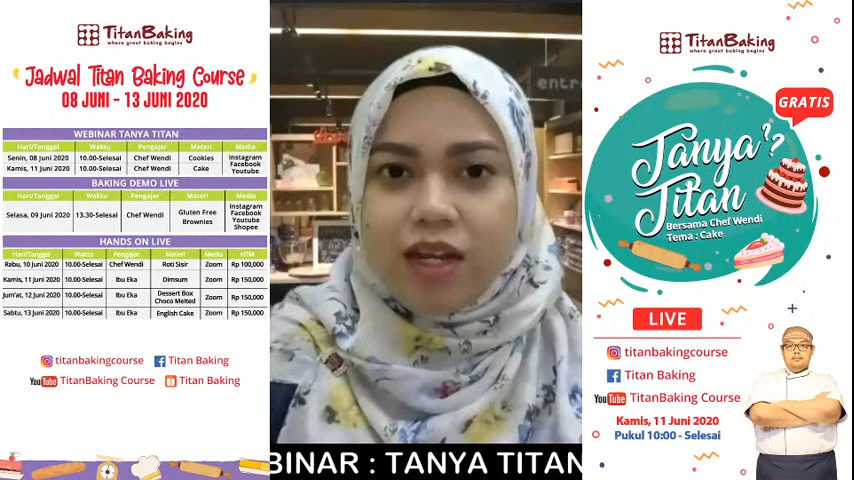 TitanBaking
where great baking begins
Jadwal Titan Baking Course
08 JUNI - 13 JUNI 2020
WEBINAR TANYA TITAN
Hari/Tanggal Waktu Pengajar Materi Media
Senin, 08 Juni 2020 10.00-Selesai Chef Wendi Cookies Instagram Facebook Youtube
Kamis, 11 Juni 2020 10.00-Selesai Chef Wendi Cake
BAKING DEMO LIVE
Hari/Tanggal Waktu Pengajar Materi Media
Selasa, 09 Juni 2020 13.30-Selesai Chef Wendi Gluten Free Brownies Instagram Facebook Youtube Shopee
HANDS ON LIVE
Hari/Tanggal Waktu Pengajar Materi Media HTM
Rabu, 10 Juni 2020 10.00-Selesai Chef Wendi Roti Sisir Zoom Rp 100,000
Kamis, 11 Juni 2020 10.00-Selesai Ibu Eka Dimsum Zoom Rp 150,000
Jum'at, 12 Juni 2020 10.00-Selesai Ibu Eka Dessert Box Choco Melted Zoom Rp 150,000
Sabtu, 13 Juni 2020 10.00-Selesai Ibu Eka English Cake Zoom Rp 150,000
titanbakingcourse Titan Baking
YouTube TitanBaking Course Titan Baking
entr
BINAR : TANYA TITAN
TitanBaking
where great baking begins
GRATIS
Tanya ?
Titan
Bersama Chef Wendi
Tema : Cake
LIVE
titanbakingcourse
Titan Baking
YouTube TitanBaking Course
Kamis, 11 Juni 2020
Pukul 10:00 - Selesai